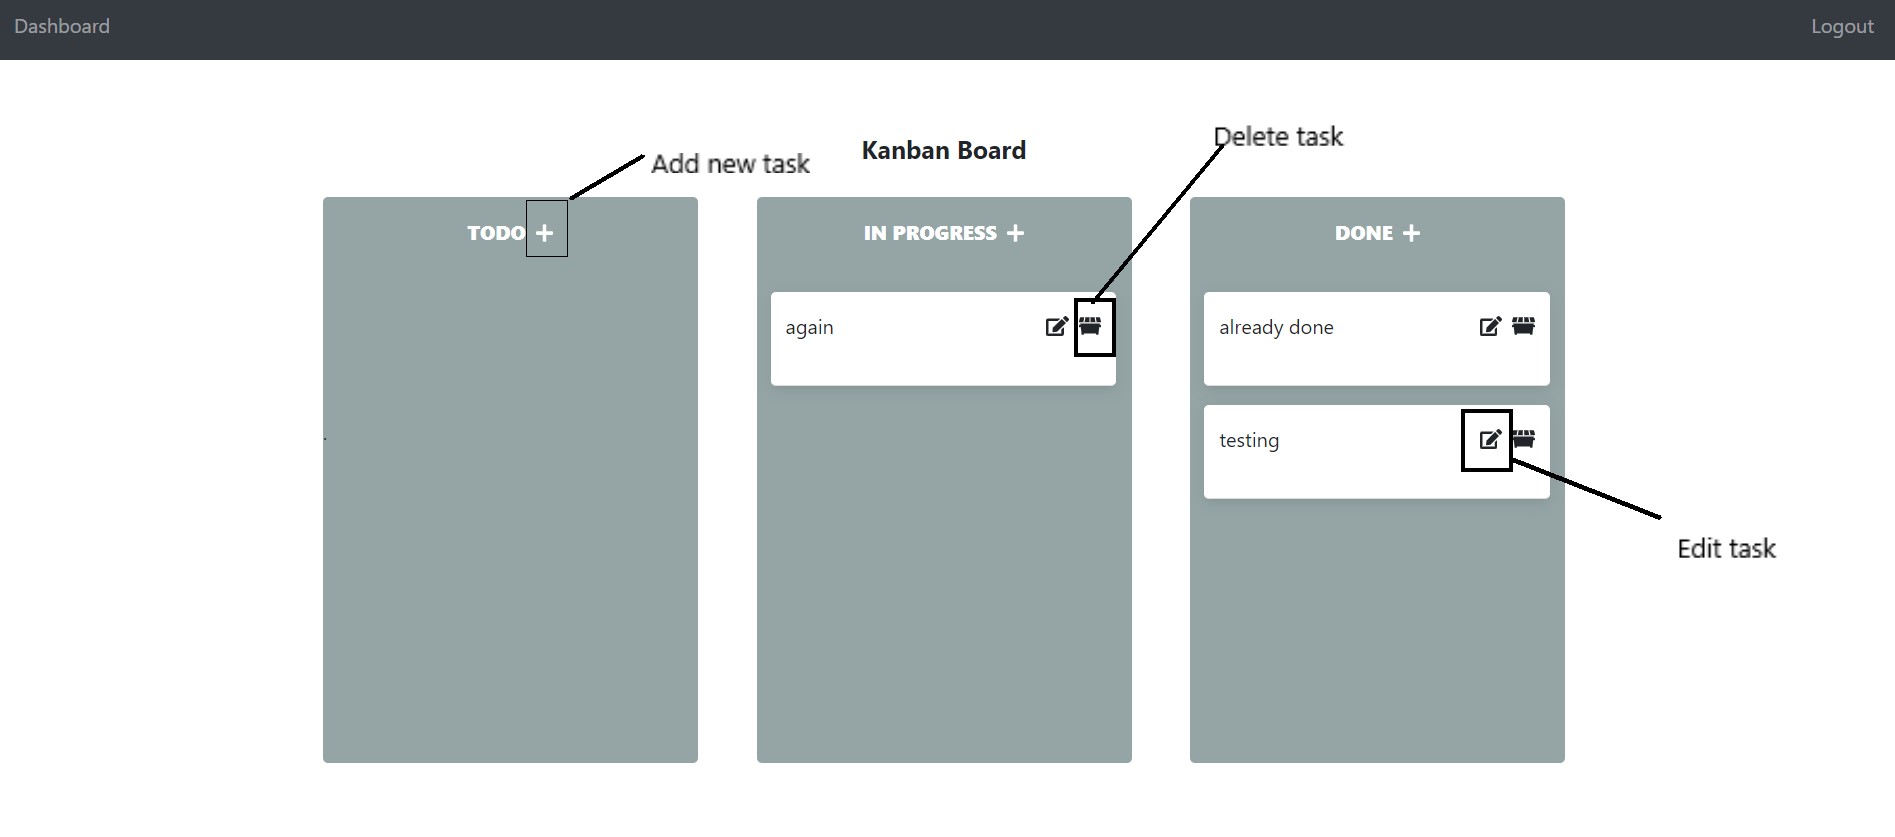 Dashboard
Logout
Kanban Board
Add new task
Delete task
TODO
IN PROGRESS
DONE
again
already done
testing
Edit task